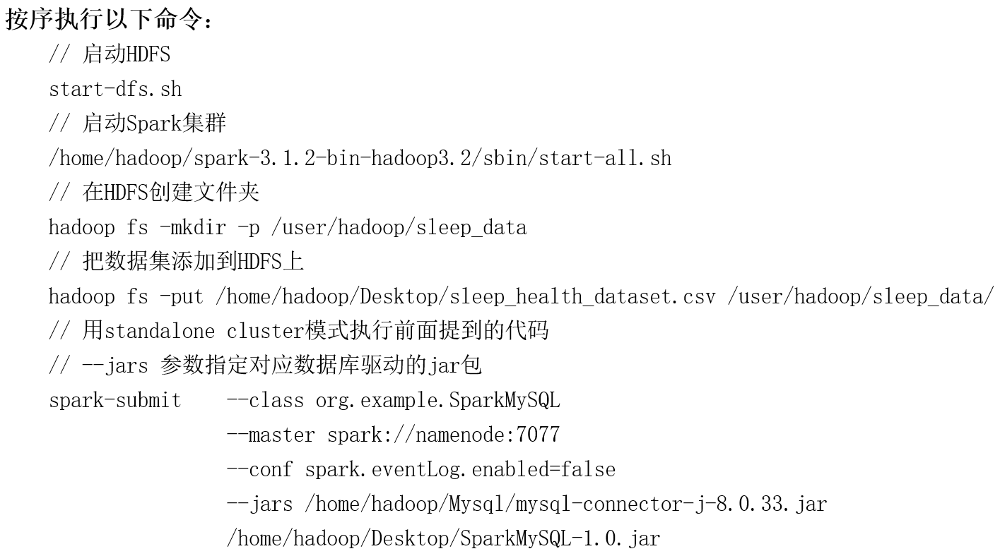 按序执行以下命令：
// 启动HDFS
start-dfs.sh
// 启动Spark集群
/home/hadoop/spark-3.1.2-bin-hadoop3.2/sbin/start-all.sh
// 在HDFS创建文件夹
hadoop fs -mkdir -p /user/hadoop/sleep_data
// 把数据集添加到HDFS上
hadoop fs -put /home/hadoop/Desktop/sleep_health_dataset.csv /user/hadoop/sleep_data/
// 用standalone cluster模式执行前面提到的代码
// --jars 参数指定对应数据库驱动的jar包
spark-submit    --class org.example.SparkMySQL
--master spark://namenode:7077
--conf spark.eventLog.enabled=false
--jars /home/hadoop/Mysql/mysql-connector-j-8.0.33.jar
/home/hadoop/Desktop/SparkMySQL-1.0.jar